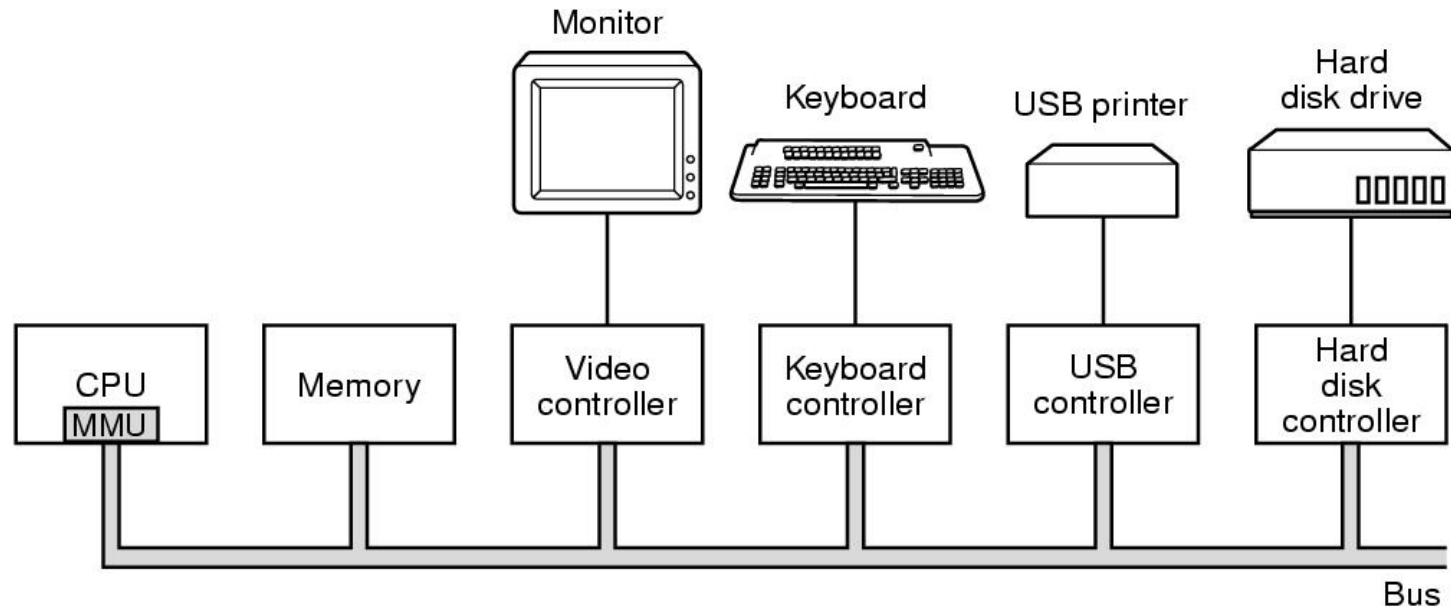 Monitor
Keyboard
USB printer
Hard
disk drive
CPU
MMU
Memory
Video
controller
Keyboard
controller
USB
controller
Hard
disk
controller
Bus